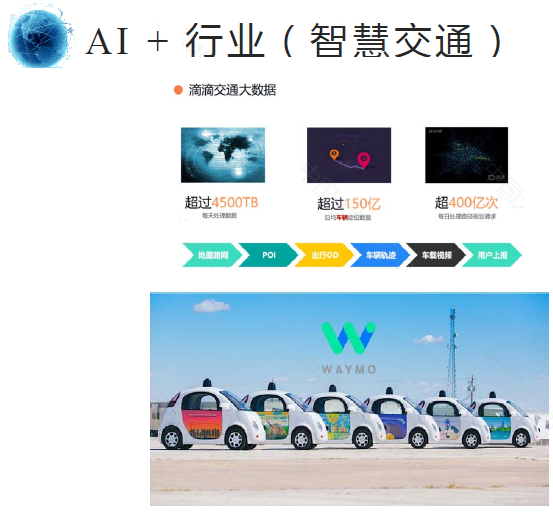 AI + 行业（智慧交通）
滴滴交通大数据
超过4500TB
每天处理数据
超过150亿
日均车辆定位数据
超400亿次
每日处理路径规划请求
地图路网
POI
出行OD
车辆轨迹
车载视频
用户上报
WAYMO